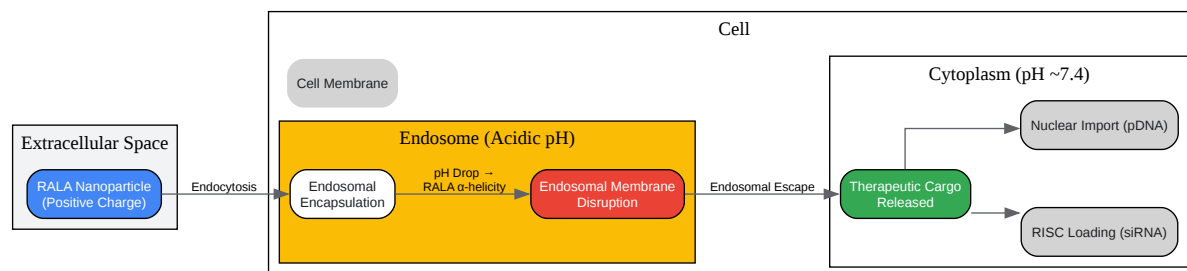 Cell
Cell Membrane
Cytoplasm (pH ~7.4)
Extracellular Space
Endosome (Acidic pH)
Nuclear Import (pDNA)
RALA Nanoparticle
(Positive Charge)
Endocytosis
Endosomal
Encapsulation
pH Drop →
RALA α-helicity
Endosomal Membrane
Disruption
Endosomal Escape
Therapeutic Cargo
Released
RISC Loading (siRNA)